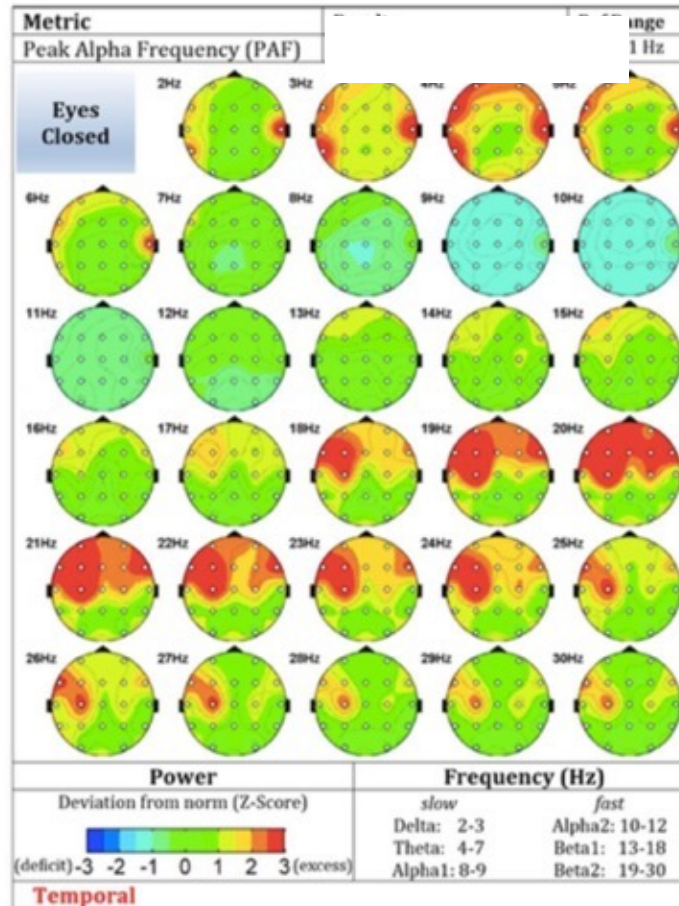 Metric
Peak Alpha Frequency (PAF) 1 Hz
Eyes
Closed
2Hz 3Hz
6Hz 7Hz 8Hz 9Hz 10Hz
11Hz 12Hz 13Hz 14Hz 15Hz
16Hz 17Hz 18Hz 19Hz 20Hz
21Hz 22Hz 23Hz 24Hz 25Hz
26Hz 27Hz 28Hz 29Hz 30Hz
Power Frequency (Hz)
Deviation from norm (Z-Score) slow fast
Delta: 2-3 Alpha2: 10-12
Theta: 4-7 Beta1: 13-18
(deficit) -3 -2 -1 0 1 2 3 (excess) Alpha1: 8-9 Beta2: 19-30
Temporal